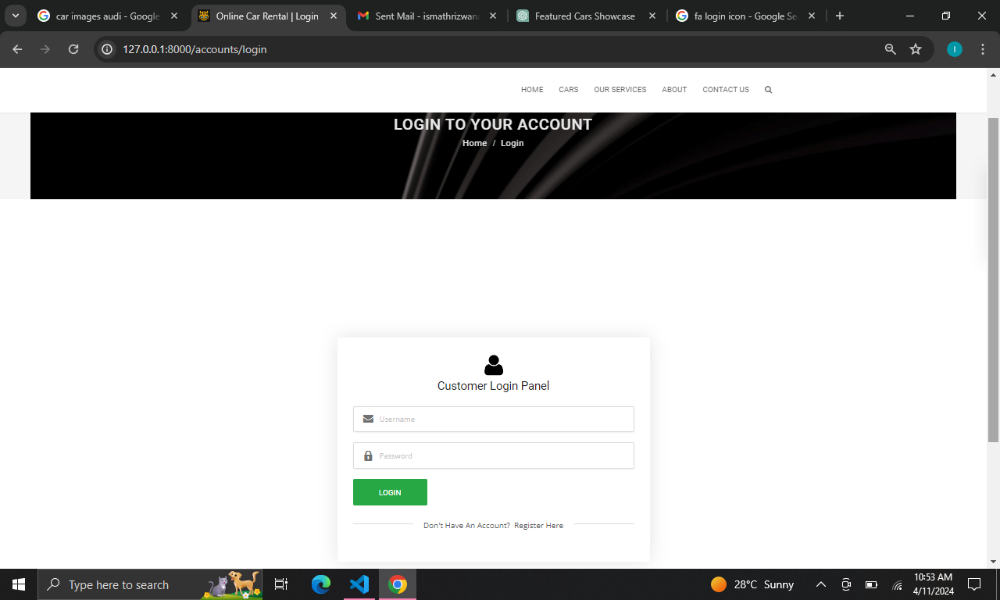 car images audi - Google
Online Car Rental | Login
Sent Mail - ismathrizwan
Featured Cars Showcase
fa login icon - Google Se
127.0.0.1:8000/accounts/login
I
HOME
CARS
OUR SERVICES
ABOUT
CONTACT US
LOGIN TO YOUR ACCOUNT
Home / Login
Customer Login Panel
Username
Password
LOGIN
Don't Have An Account? Register Here
Type here to search
28°C Sunny
10:53 AM
4/11/2024